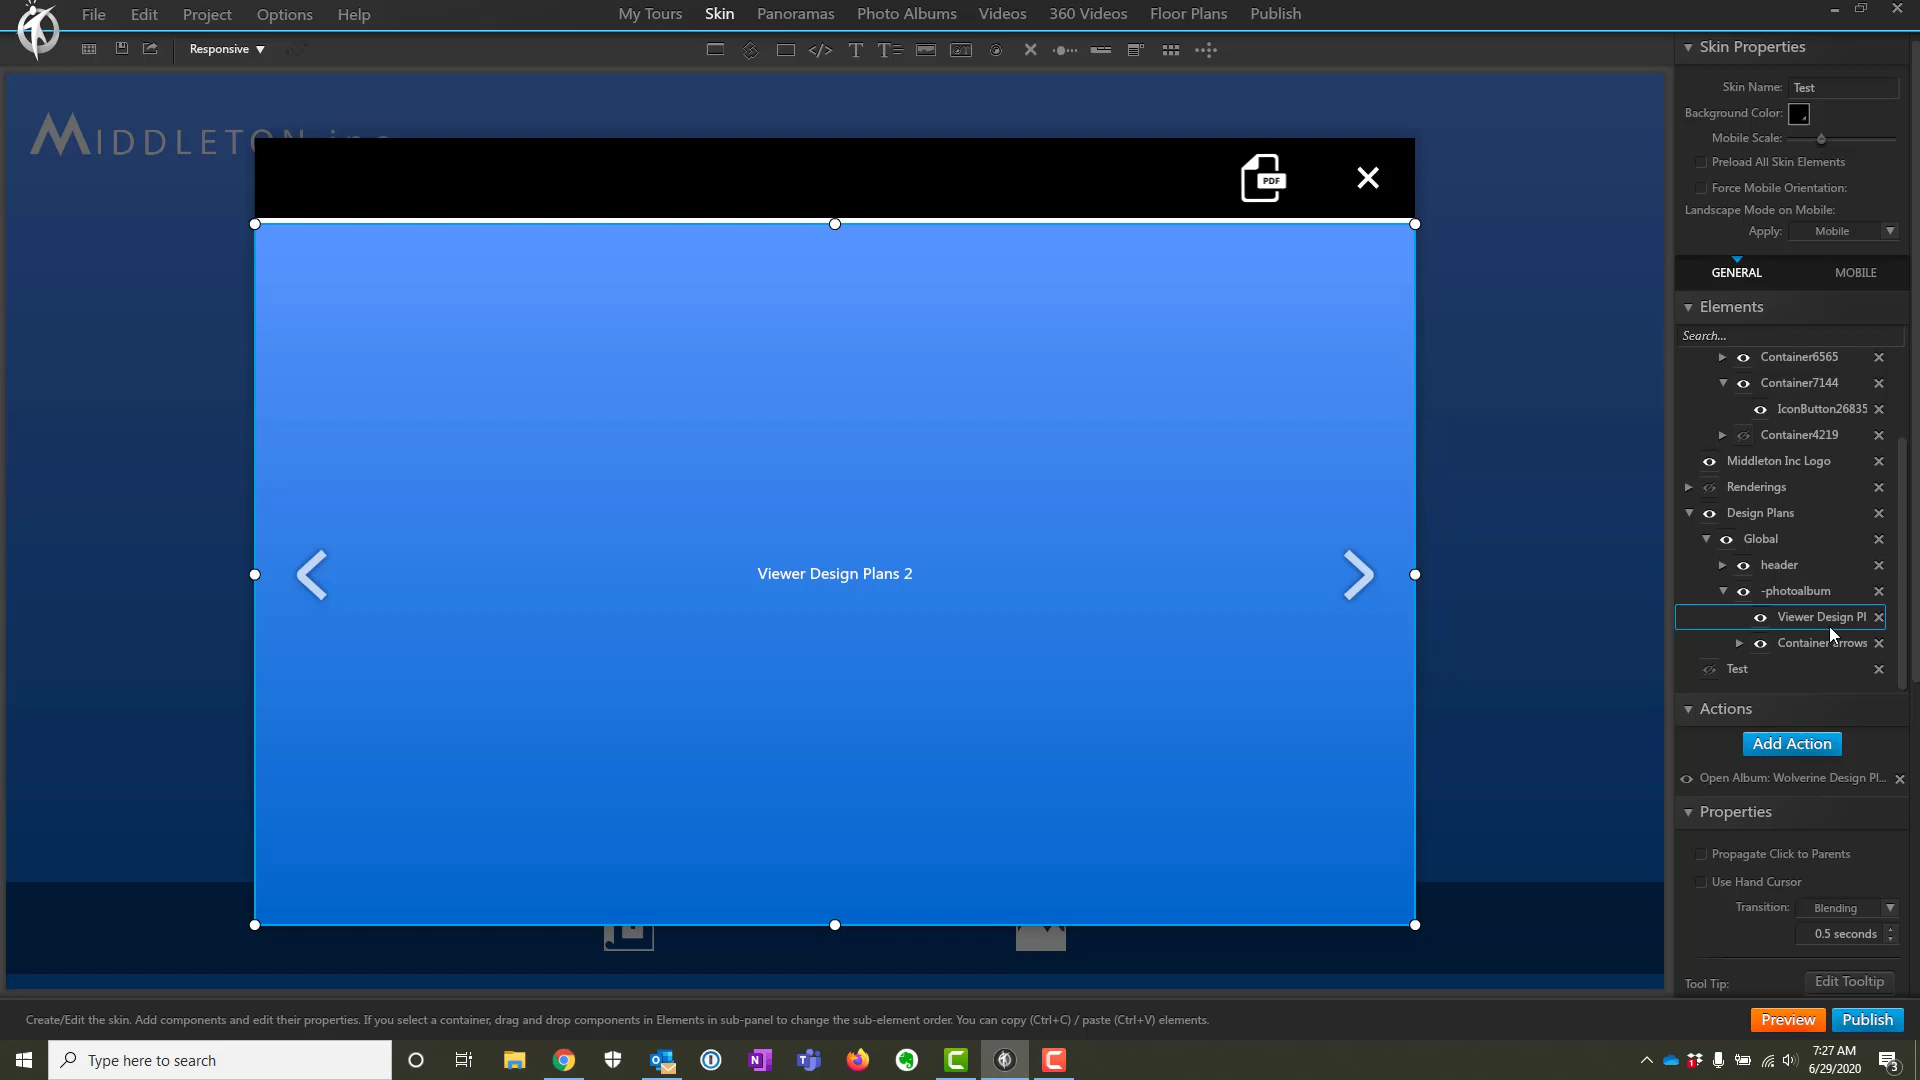 File Edit Project Options Help
My Tours Skin Panoramas Photo Albums Videos 360 Videos Floor Plans Publish
Responsive
Skin Properties
Skin Name: Test
Background Color:
Mobile Scale:
Preload All Skin Elements
Force Mobile Orientation:
Landscape Mode on Mobile:
Apply: Mobile
GENERAL MOBILE
Elements
Search...
Container6565
Container7144
IconButton26835
Container4219
Middleton Inc Logo
Renderings
Design Plans
Global
header
-photoalbum
Viewer Design Pl
Container arrows
Test
Actions
Add Action
Open Album: Wolverine Design Pl...
Properties
Propagate Click to Parents
Use Hand Cursor
Transition: Blending
0.5 seconds
Tool Tip: Edit Tooltip
MIDDLETON inc
PDF
Viewer Design Plans 2
Create/Edit the skin. Add components and edit their properties. If you select a container, drag and drop components in Elements in sub-panel to change the sub-element order. You can copy (Ctrl+C) / paste (Ctrl+V) elements.
Preview Publish
Type here to search
7:27 AM
6/29/2020
3